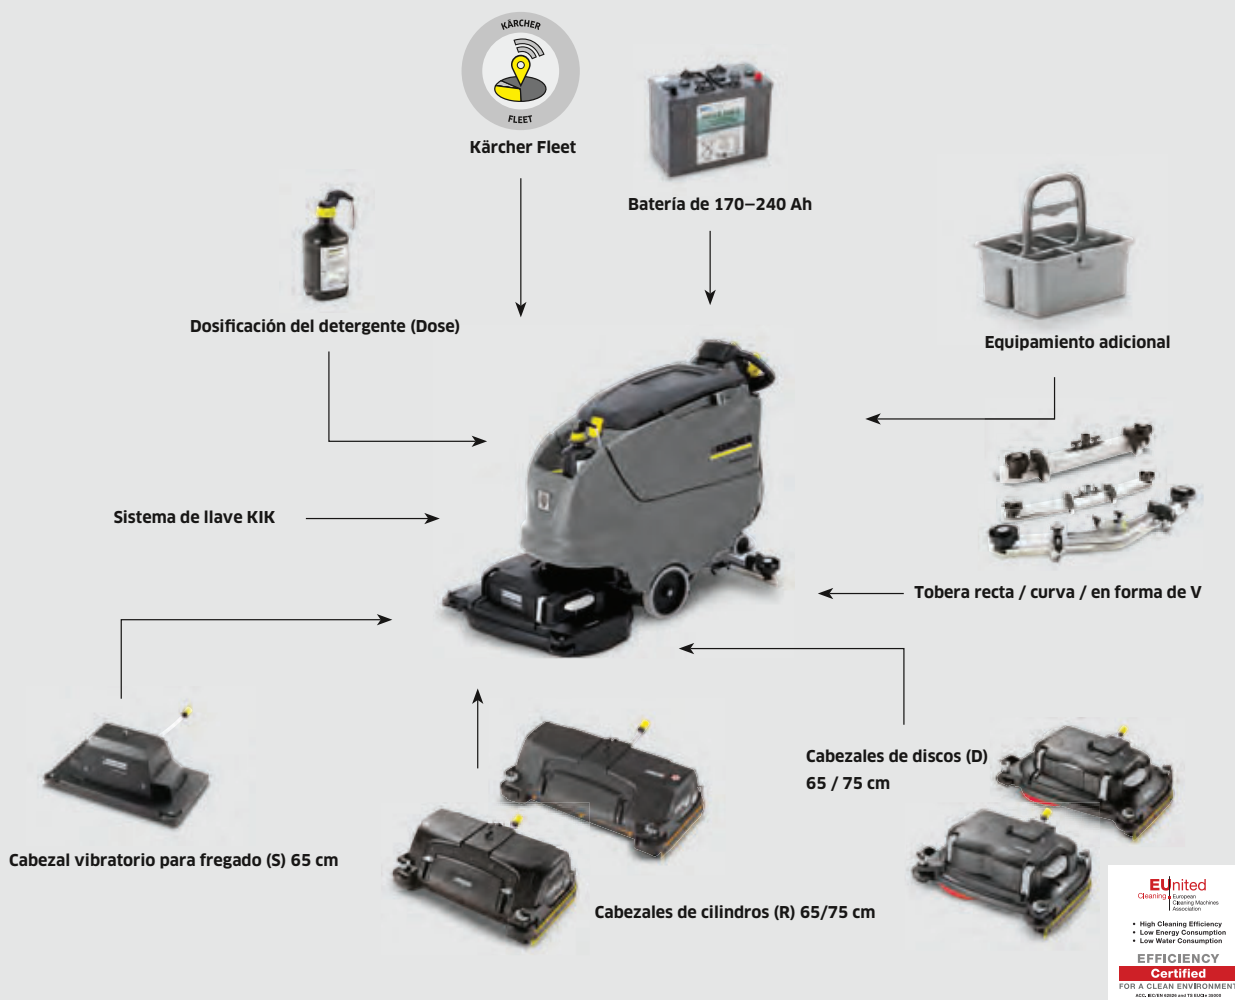 KÄRCHER
FLEET
Kärcher Fleet
Batería de 170–240 Ah
Dosificación del detergente (Dose)
Equipamiento adicional
KÄRCHER
Sistema de llave KIK
Tobera recta / curva / en forma de V
Cabezales de discos (D)
65 / 75 cm
Cabezal vibratorio para fregado (S) 65 cm
Cabezales de cilindros (R) 65/75 cm
EUnited
Cleaning
European
Cleaning Machines
Association
• High Cleaning Efficiency
• Low Energy Consumption
• Low Water Consumption
EFFICIENCY
Certified
FOR A CLEAN ENVIRONMENT